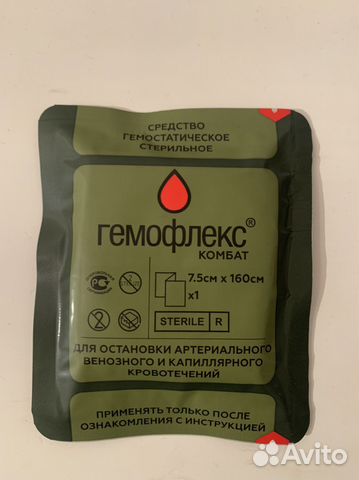 СРЕДСТВО
ГЕМОСТАТИЧЕСКОЕ
СТЕРИЛЬНОЕ
гемофлекс®
КОМБАТ
7.5см х 160см
х1
STERILE R
ДЛЯ ОСТАНОВКИ АРТЕРИАЛЬНОГО
ВЕНОЗНОГО И КАПИЛЛЯРНОГО
КРОВОТЕЧЕНИЙ
ПРИМЕНЯТЬ ТОЛЬКО ПОСЛЕ
ОЗНАКОМЛЕНИЯ С ИНСТРУКЦИЕЙ
Avito